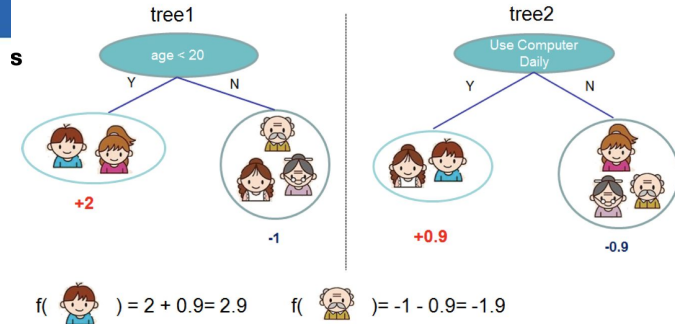 s
tree1
tree2
age < 20
Use Computer
Daily
Y
N
Y
N
+2
-1
+0.9
-0.9
f( ) = 2 + 0.9= 2.9
f( )= -1 - 0.9= -1.9